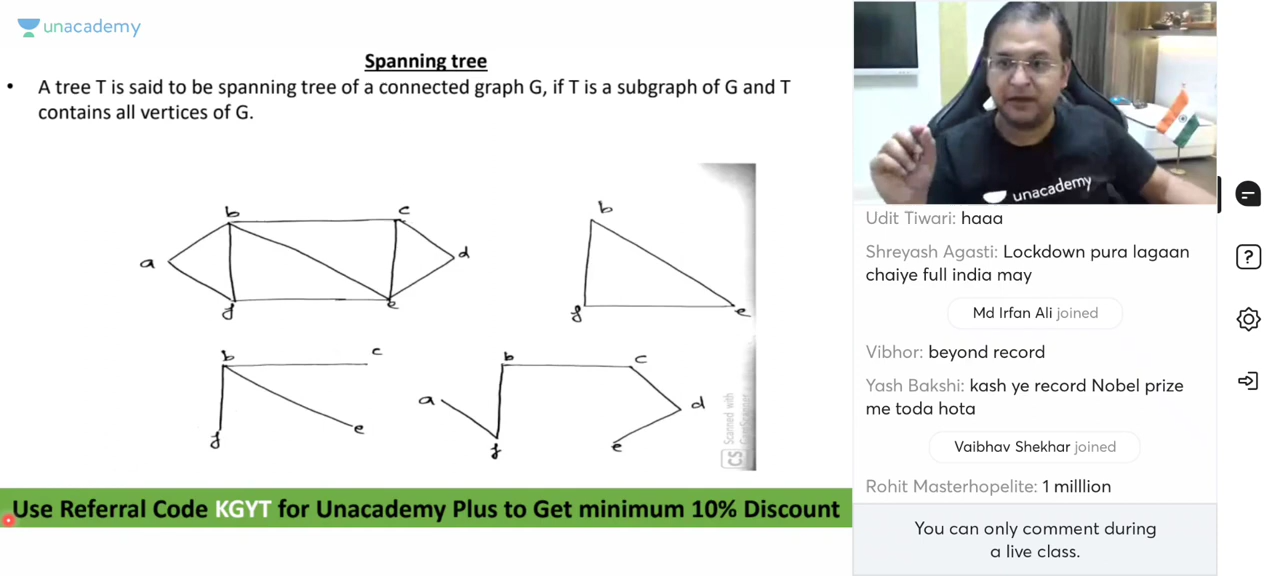 unacademy
Spanning tree
• A tree T is said to be spanning tree of a connected graph G, if T is a subgraph of G and T
contains all vertices of G.
b c
a d
f e
b
f e
b c
f e
b c
a d
f e
CS Scanned with
CamScanner
Use Referral Code KGYT for Unacademy Plus to Get minimum 10% Discount
unacademy
Udit Tiwari: haaa
Shreyash Agasti: Lockdown pura lagaan
chaiye full india may
Md Irfan Ali joined
Vibhor: beyond record
Yash Bakshi: kash ye record Nobel prize
me toda hota
Vaibhav Shekhar joined
Rohit Masterhopelite: 1 milllion
You can only comment during
a live class.
?